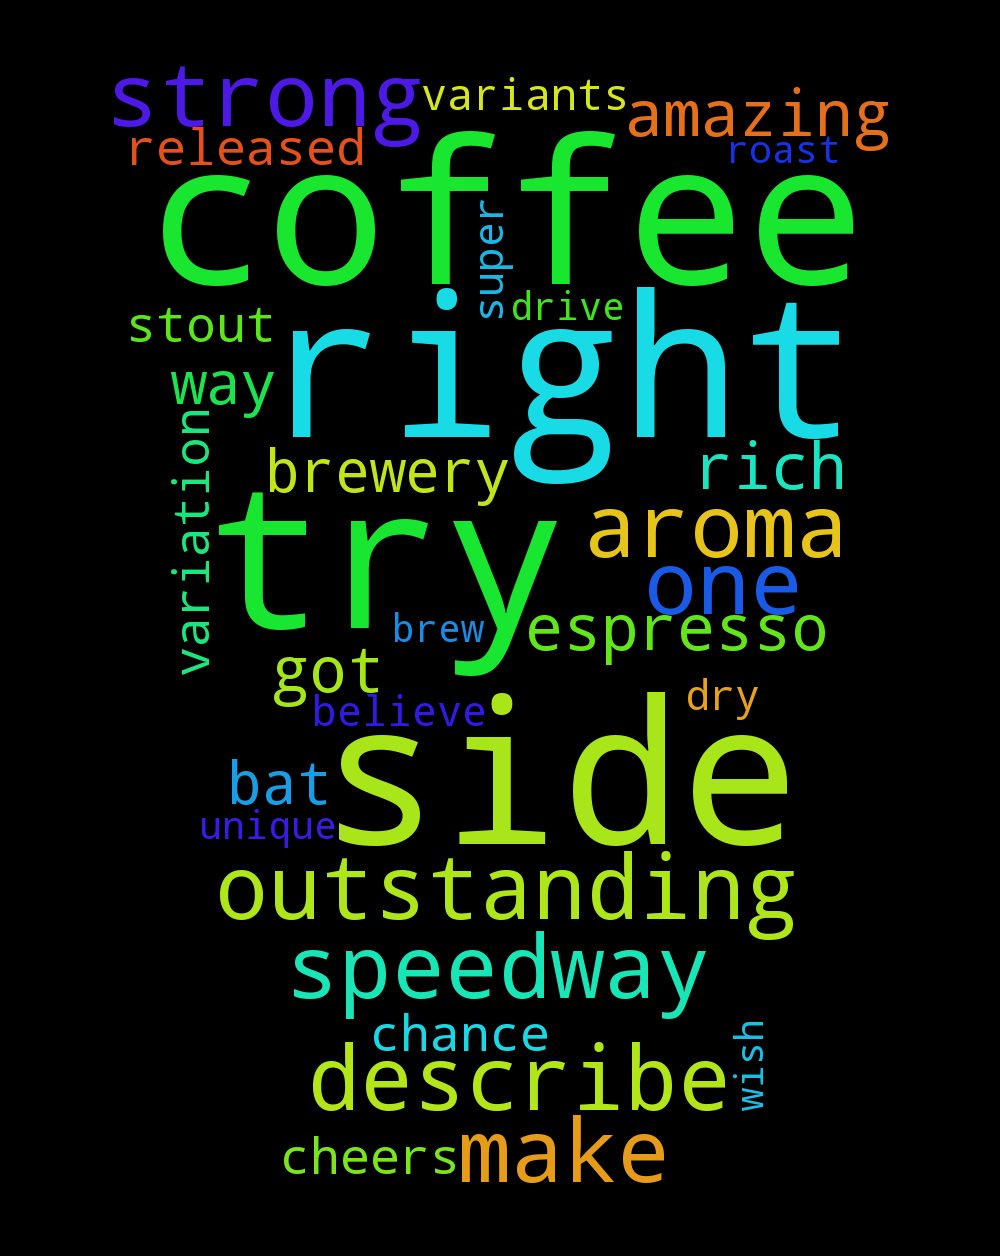 strong
variants
amazing
released
roast
coffee
super
drive
stout
right
way
variation
brewery
rich
try
aroma
one
brew
espresso
got
believe
dry
side
bat
unique
outstanding
speedway
chance
wish
describe
cheers
make